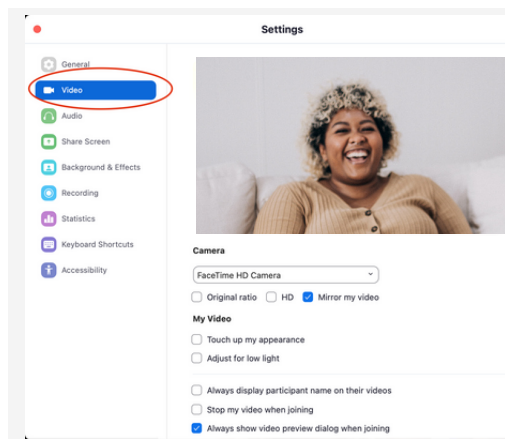 Settings
General
Video
Audio
Share Screen
Background & Effects
Recording
Statistics
Keyboard Shortcuts
Accessibility
Camera
FaceTime HD Camera
Original ratio HD Mirror my video
My Video
Touch up my appearance
Adjust for low light
Always display participant name on their videos
Stop my video when joining
Always show video preview dialog when joining